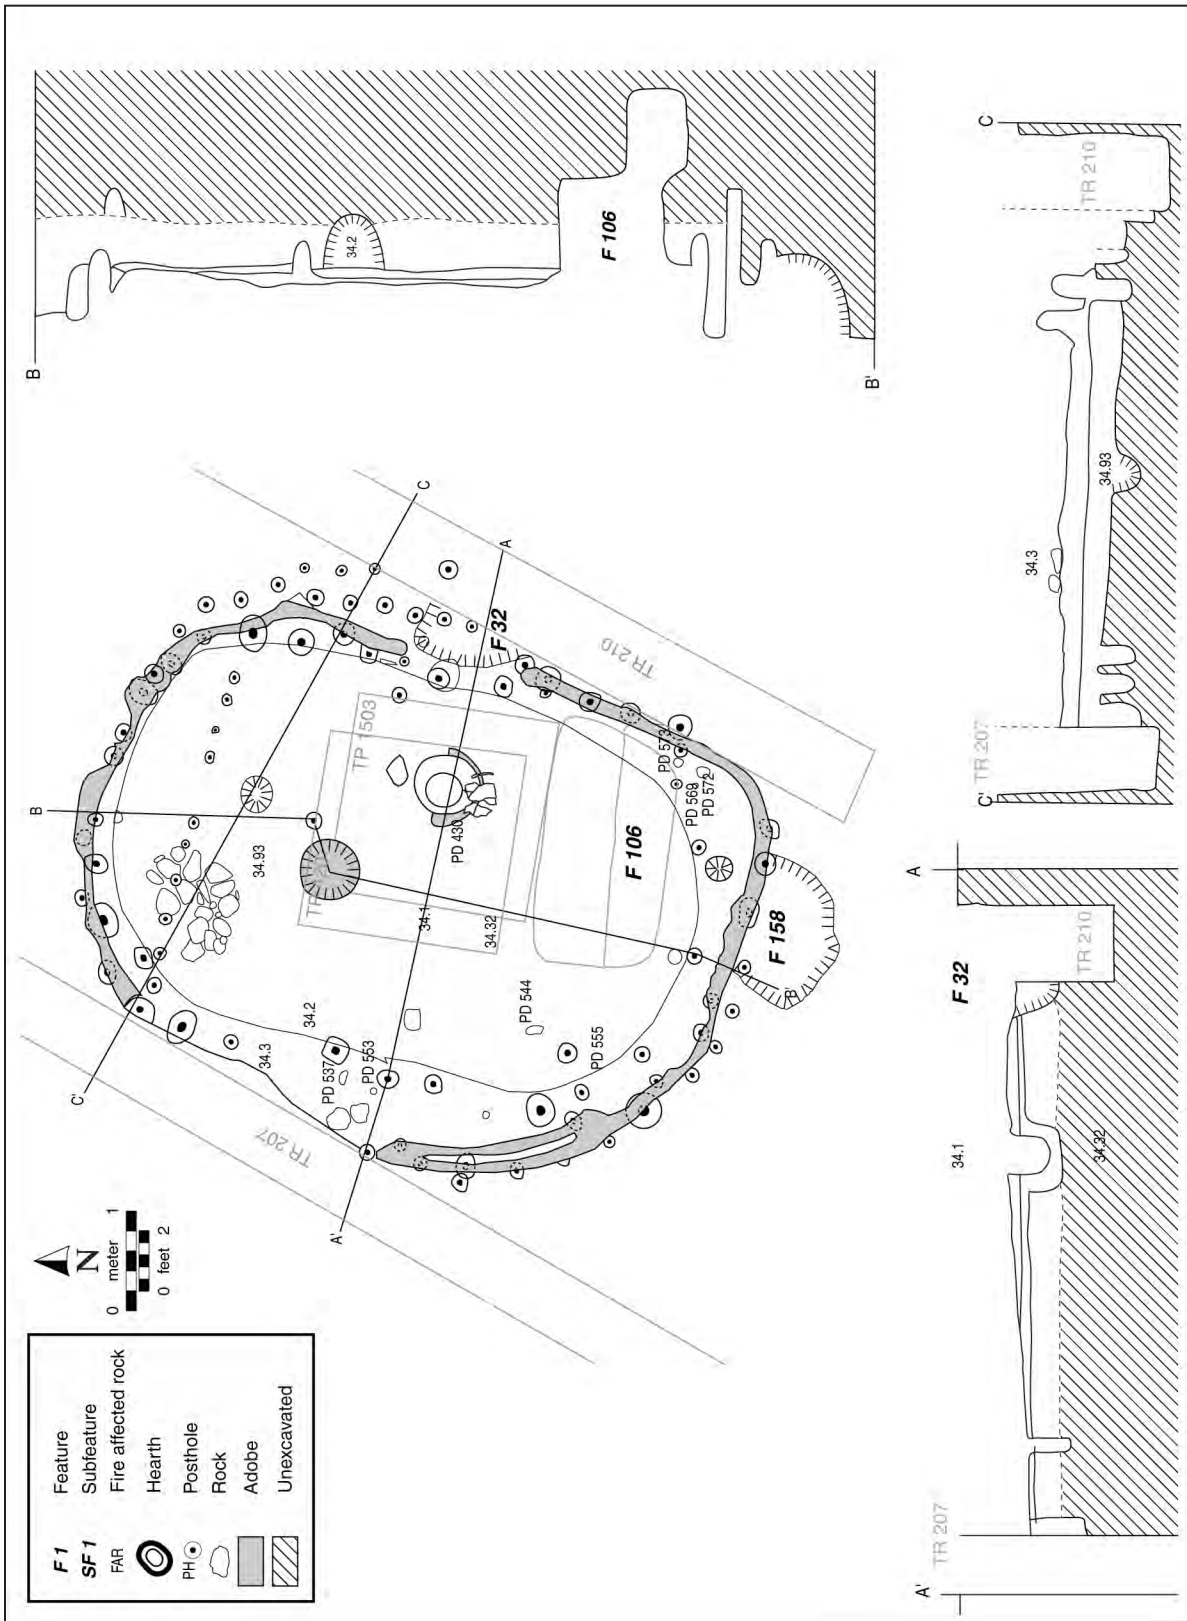 F 1 Feature
SF 1 Subfeature
FAR Fire affected rock
Hearth
PH Posthole
Rock
Adobe
Unexcavated
N
0 meter 1
0 feet 2
B
B'
34.2
F 106
C
C'
TR 210
TR 207
34.3
34.93
B
C
A
A'
C'
B'
TR 207
TR 210
TP 1503
F 32
F 106
F 158
PD 430
PD 537
PD 553
PD 544
PD 555
PD 569
PD 572
34.93
34.1
34.32
34.2
34.3
A
A'
F 32
TR 210
TR 207
34.1
34.32